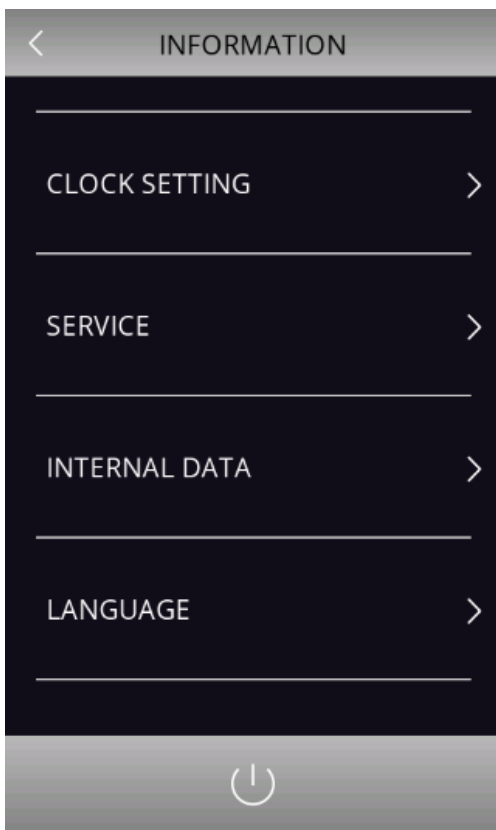 INFORMATION
CLOCK SETTING
SERVICE
INTERNAL DATA
LANGUAGE